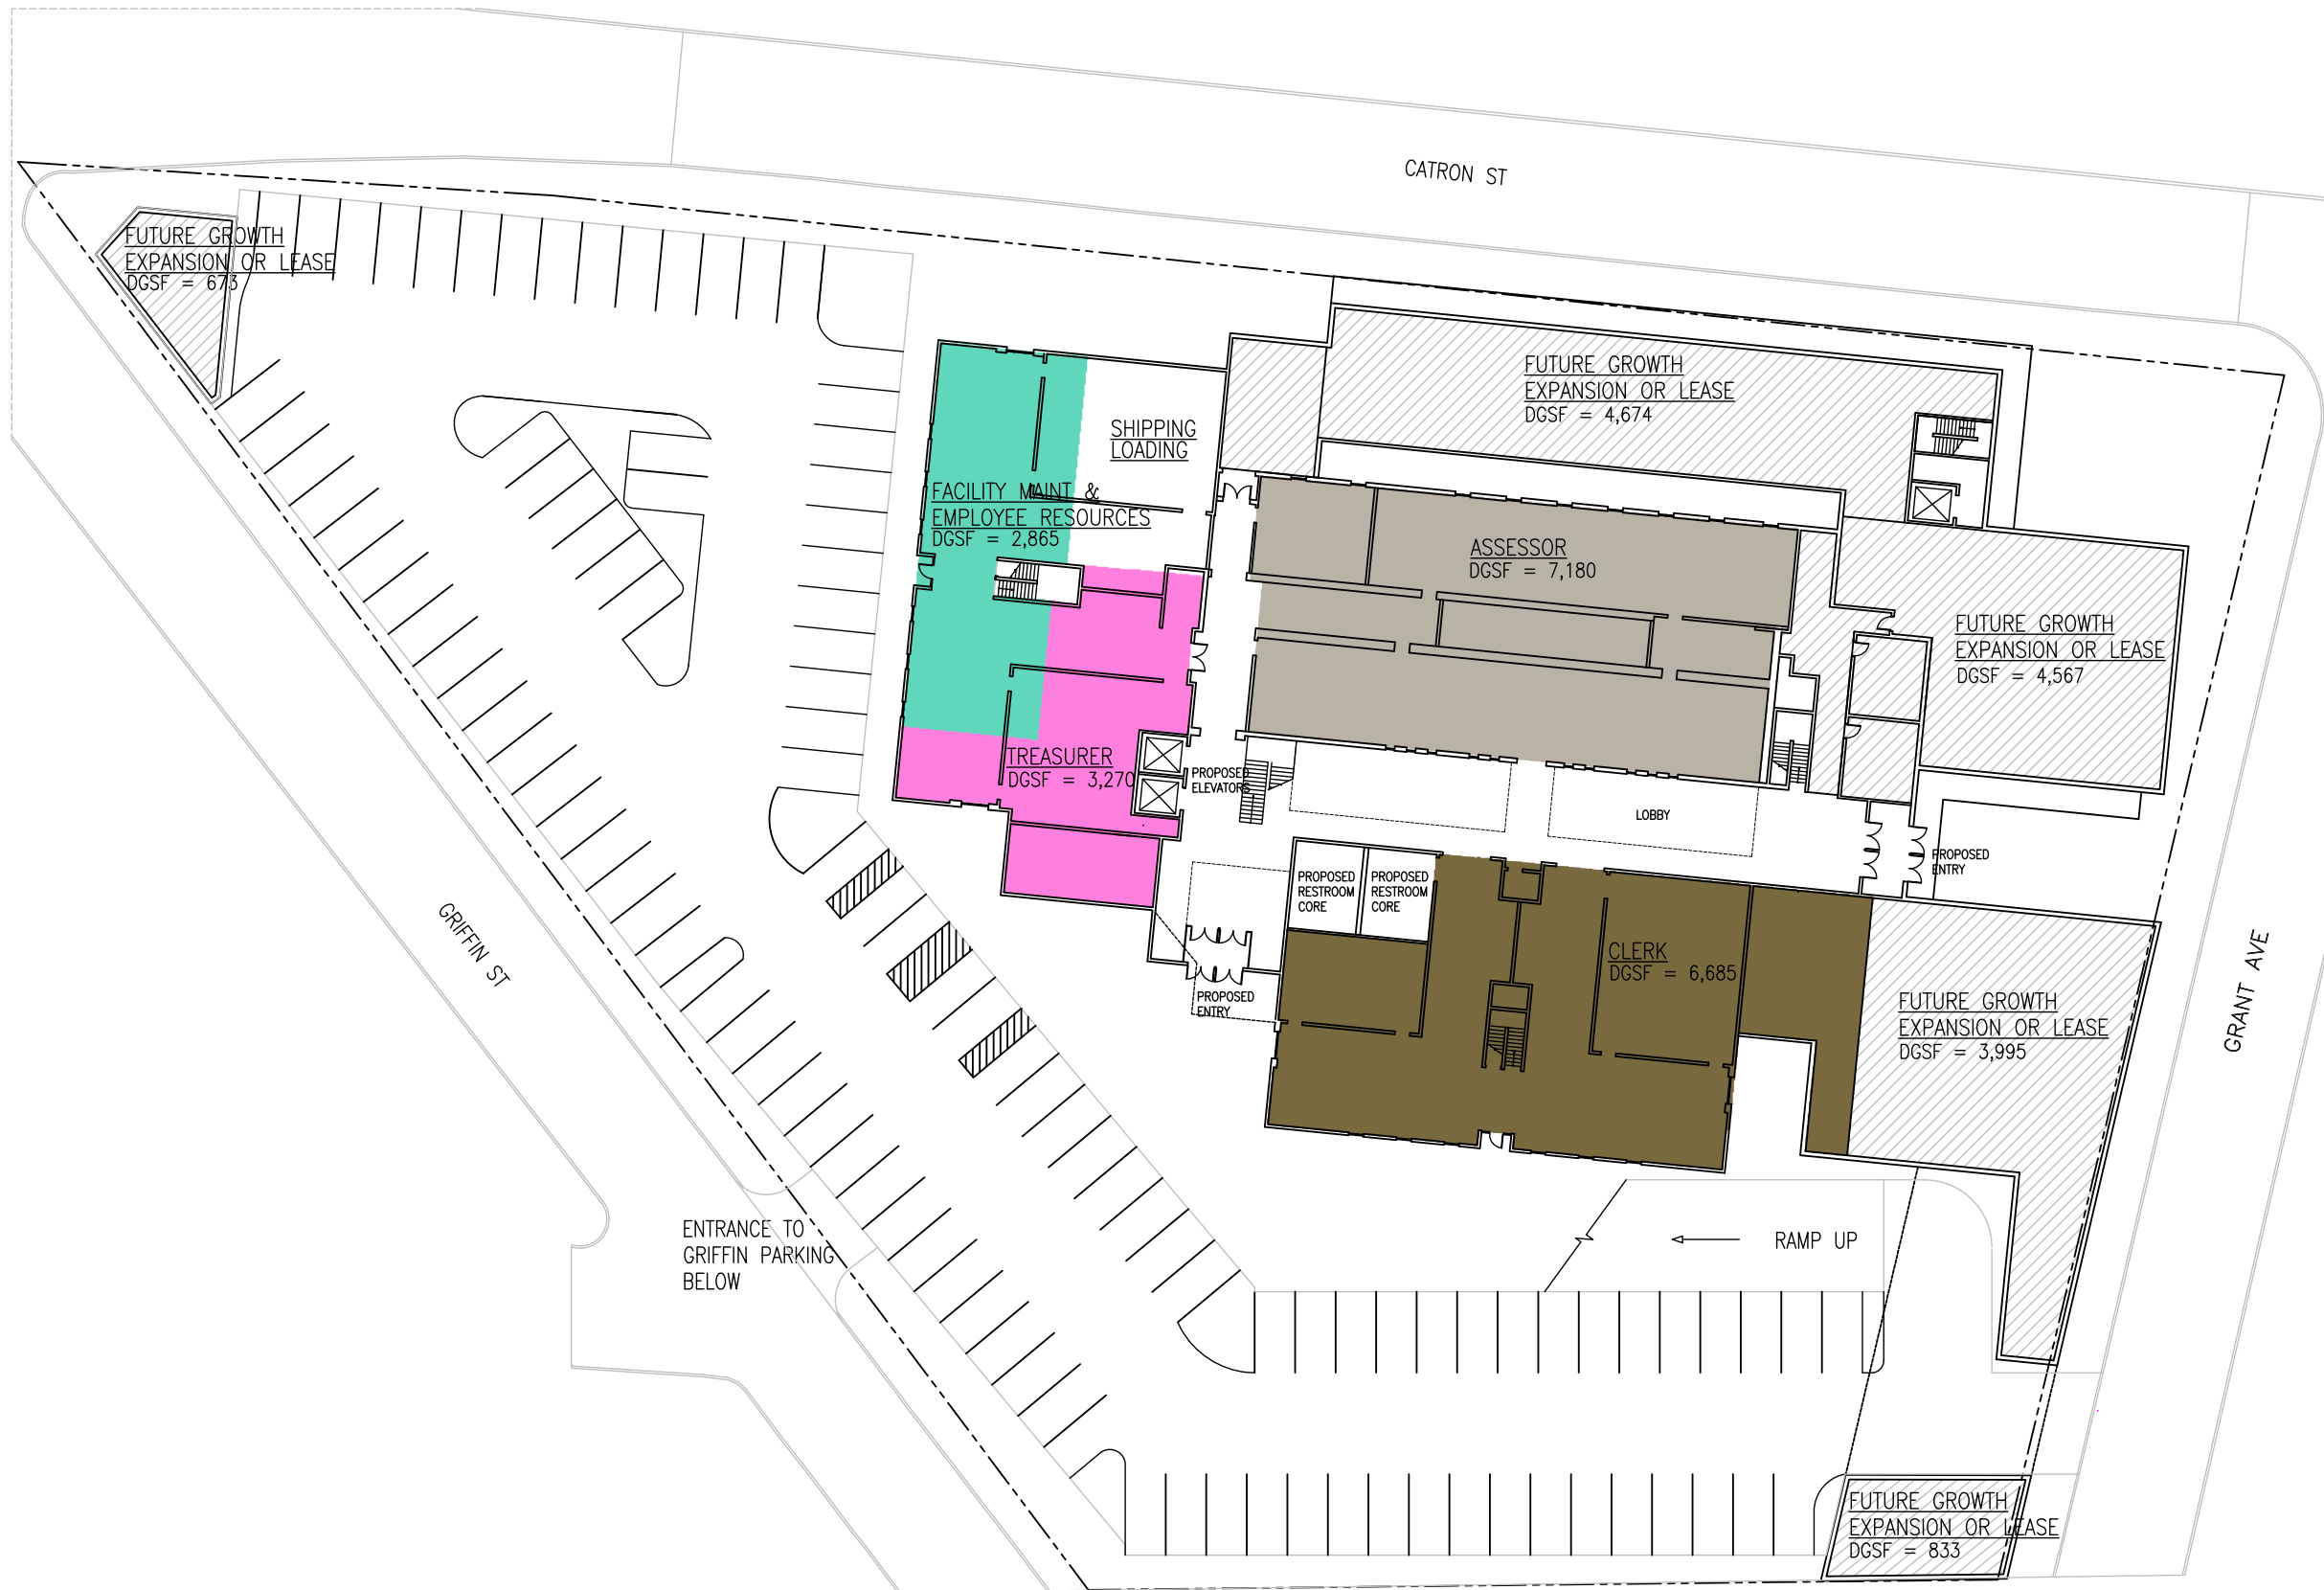 CATRON ST
FUTURE GROWTH
EXPANSION OR LEASE
DGSF = 673
FUTURE GROWTH
EXPANSION OR LEASE
DGSF = 4,674
SHIPPING
LOADING
FACILITY MAINT &
EMPLOYEE RESOURCES
DGSF = 2,865
ASSESSOR
DGSF = 7,180
FUTURE GROWTH
EXPANSION OR LEASE
DGSF = 4,567
TREASURER
DGSF = 3,270
PROPOSED
ELEVATORS
LOBBY
PROPOSED
ENTRY
PROPOSED
RESTROOM
CORE
PROPOSED
RESTROOM
CORE
GRIFFIN ST
CLERK
DGSF = 6,685
PROPOSED
ENTRY
FUTURE GROWTH
EXPANSION OR LEASE
DGSF = 3,995
GRANT AVE
ENTRANCE TO
GRIFFIN PARKING
BELOW
RAMP UP
FUTURE GROWTH
EXPANSION OR LEASE
DGSF = 833